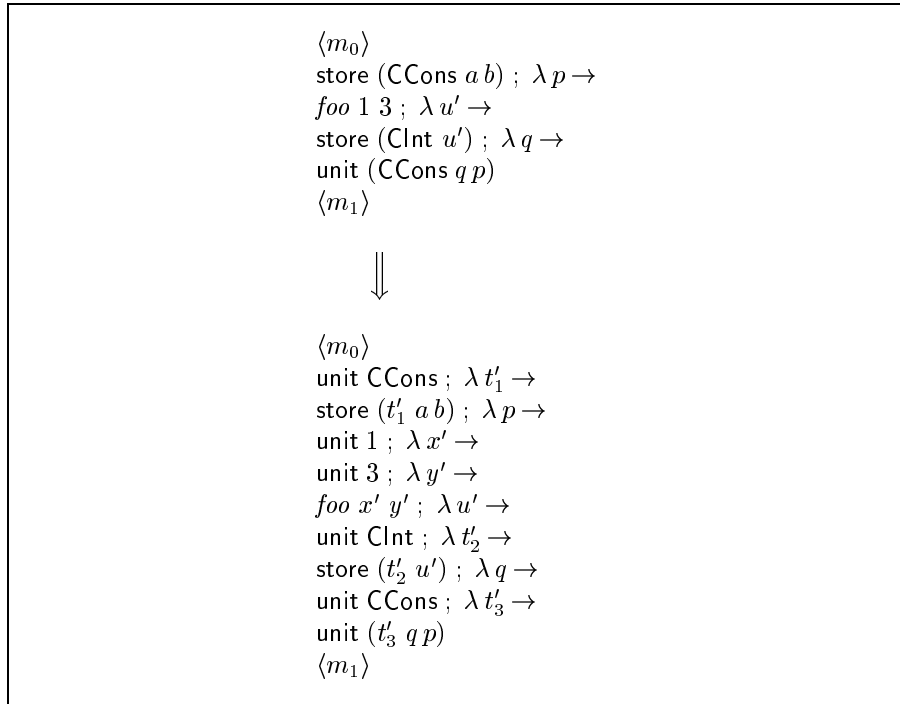 ⟨m₀⟩
store (CCons a b) ; λ p →
foo 1 3 ; λ u′ →
store (CInt u′) ; λ q →
unit (CCons q p)
⟨m₁⟩
⇓
⟨m₀⟩
unit CCons ; λ t′₁ →
store (t′₁ a b) ; λ p →
unit 1 ; λ x′ →
unit 3 ; λ y′ →
foo x′ y′ ; λ u′ →
unit CInt ; λ t′₂ →
store (t′₂ u′) ; λ q →
unit CCons ; λ t′₃ →
unit (t′₃ q p)
⟨m₁⟩